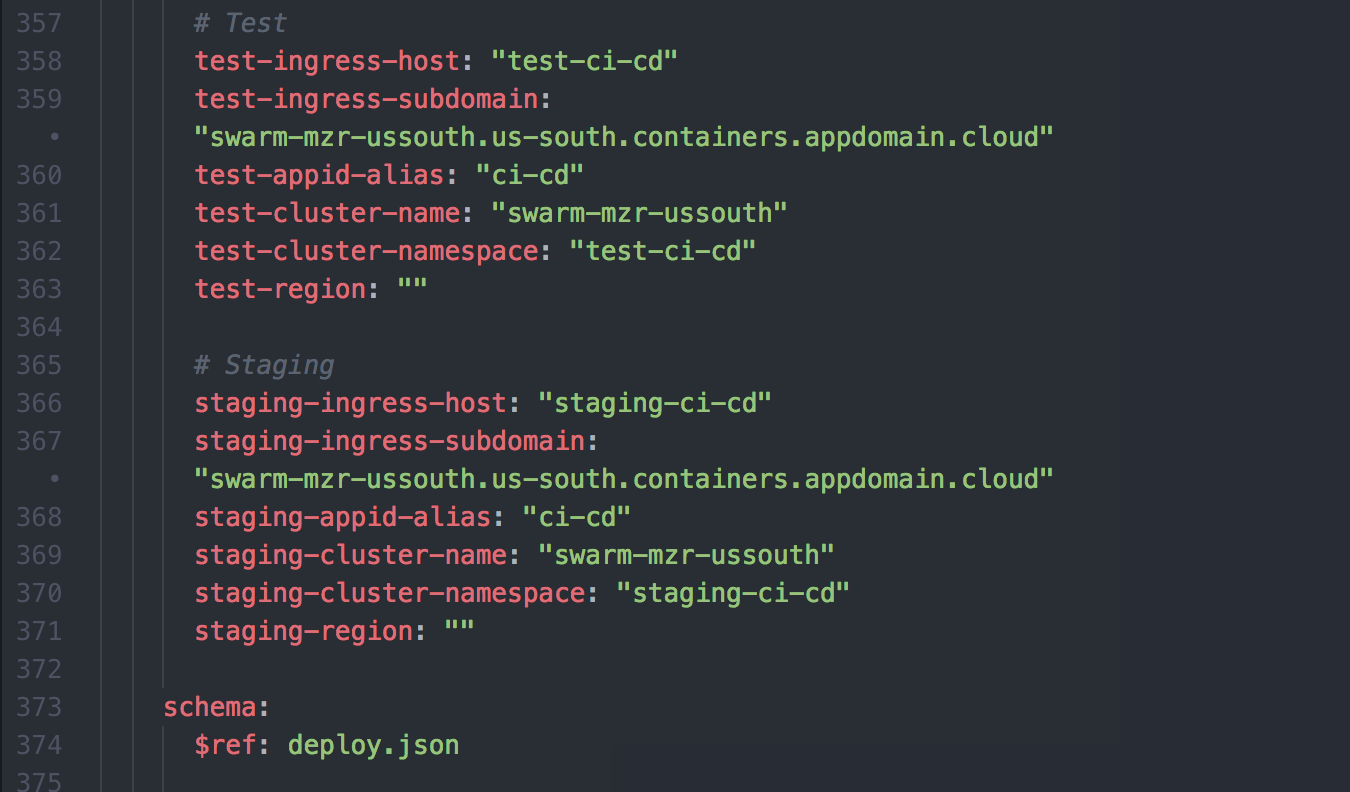 357 # Test
358 test-ingress-host: "test-ci-cd"
359 test-ingress-subdomain:
• "swarm-mzr-ussouth.us-south.containers.appdomain.cloud"
360 test-appid-alias: "ci-cd"
361 test-cluster-name: "swarm-mzr-ussouth"
362 test-cluster-namespace: "test-ci-cd"
363 test-region: ""
364
365 # Staging
366 staging-ingress-host: "staging-ci-cd"
367 staging-ingress-subdomain:
• "swarm-mzr-ussouth.us-south.containers.appdomain.cloud"
368 staging-appid-alias: "ci-cd"
369 staging-cluster-name: "swarm-mzr-ussouth"
370 staging-cluster-namespace: "staging-ci-cd"
371 staging-region: ""
372
373 schema:
374 $ref: deploy.json
375